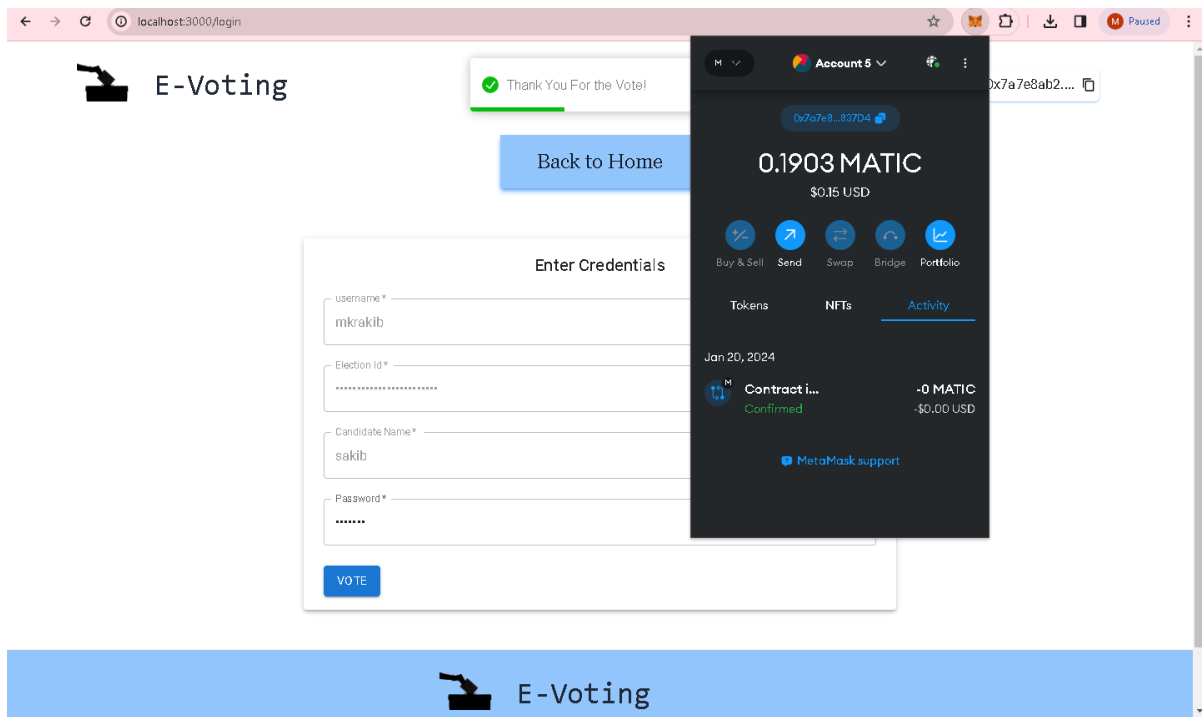 localhost:3000/login
M Paused
E-Voting
Thank You For the Vote!
0x7a7e8ab2....
Back to Home
Enter Credentials
username *
mkrakib
Election Id *
Candidate Name *
sakib
Password *
VOTE
M
Account 5
0x7a7e8...837D4
0.1903 MATIC
$0.15 USD
Buy & Sell Send Swap Bridge Portfolio
Tokens NFTs Activity
Jan 20, 2024
M
Contract i... -0 MATIC
Confirmed -$0.00 USD
MetaMask support
E-Voting